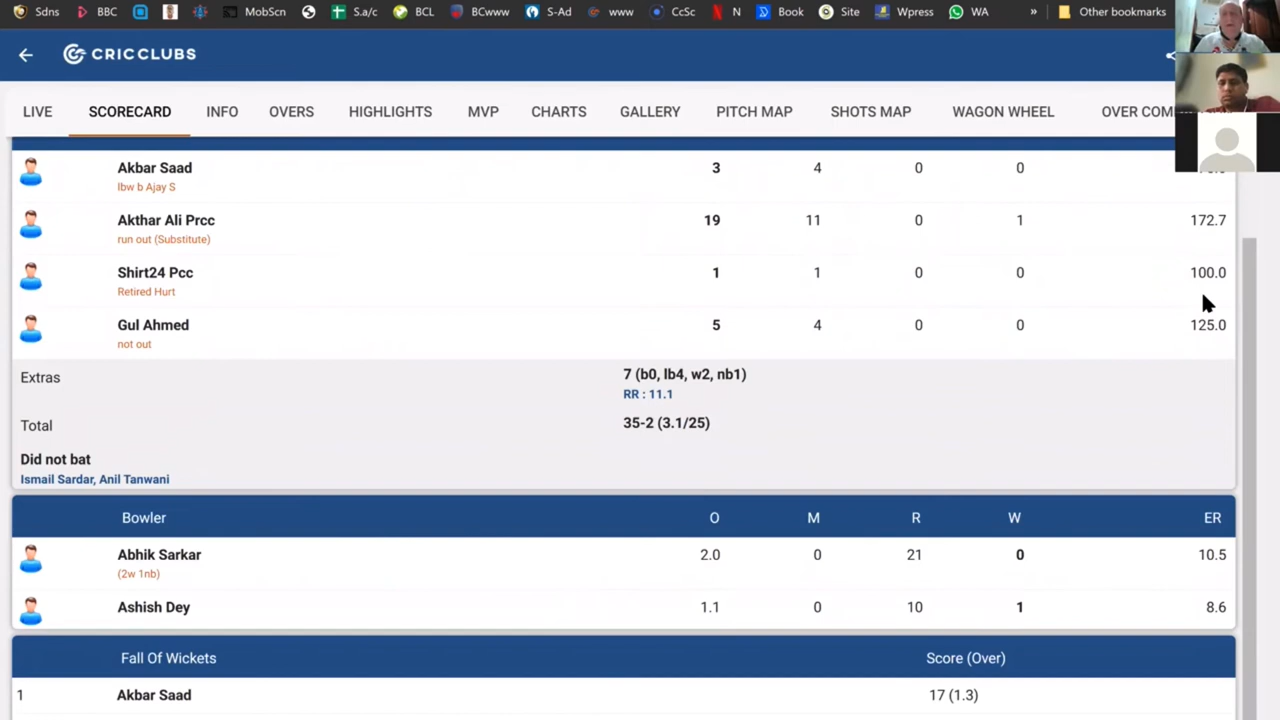 Sdns BBC MobScn S.a/c BCL BCwww S-Ad www CcSc N Book Site Wpress WA » Other bookmarks
CRICCLUBS
LIVE SCORECARD INFO OVERS HIGHLIGHTS MVP CHARTS GALLERY PITCH MAP SHOTS MAP WAGON WHEEL OVER COM
Akbar Saad 3 4 0 0
lbw b Ajay S
Akthar Ali Prcc 19 11 0 1 172.7
run out (Substitute)
Shirt24 Pcc 1 1 0 0 100.0
Retired Hurt
Gul Ahmed 5 4 0 0 125.0
not out
Extras 7 (b0, lb4, w2, nb1)
RR : 11.1
Total 35-2 (3.1/25)
Did not bat
Ismail Sardar, Anil Tanwani
Bowler O M R W ER
Abhik Sarkar 2.0 0 21 0 10.5
(2w 1nb)
Ashish Dey 1.1 0 10 1 8.6
Fall Of Wickets Score (Over)
1 Akbar Saad 17 (1.3)